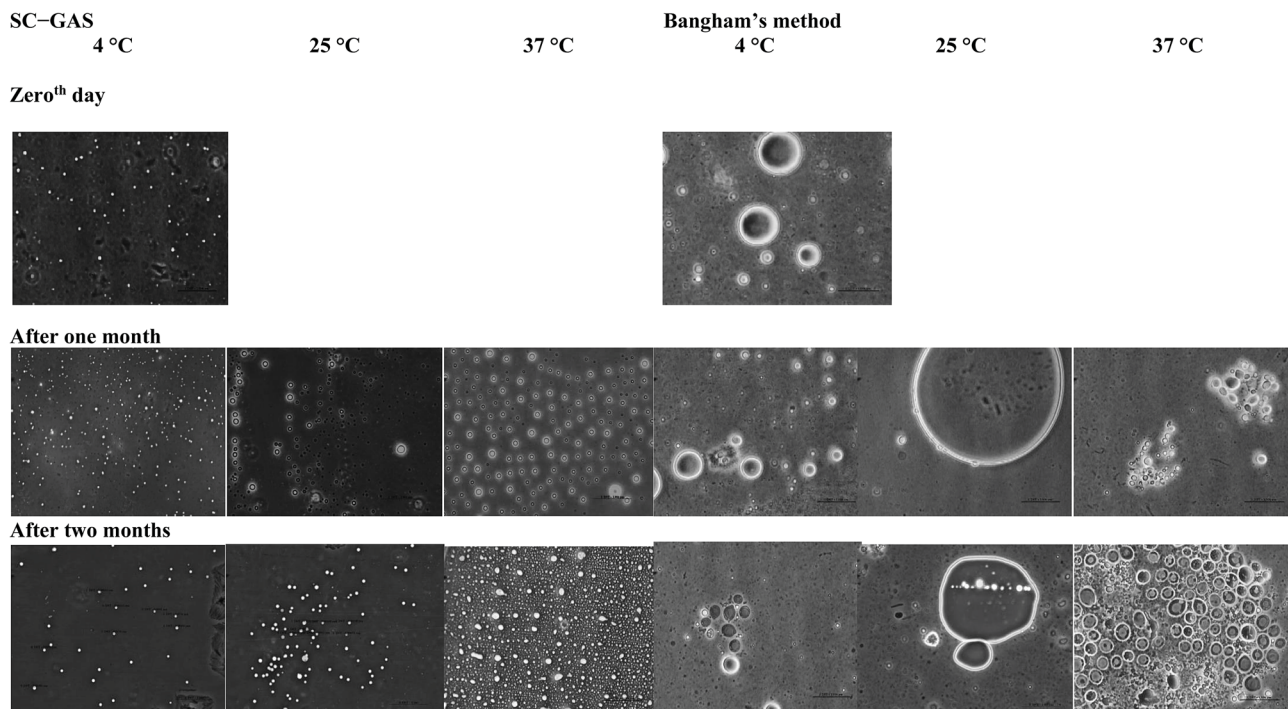 SC−GAS Bangham's method
4 °C 25 °C 37 °C 4 °C 25 °C 37 °C
Zeroth day
After one month
After two months